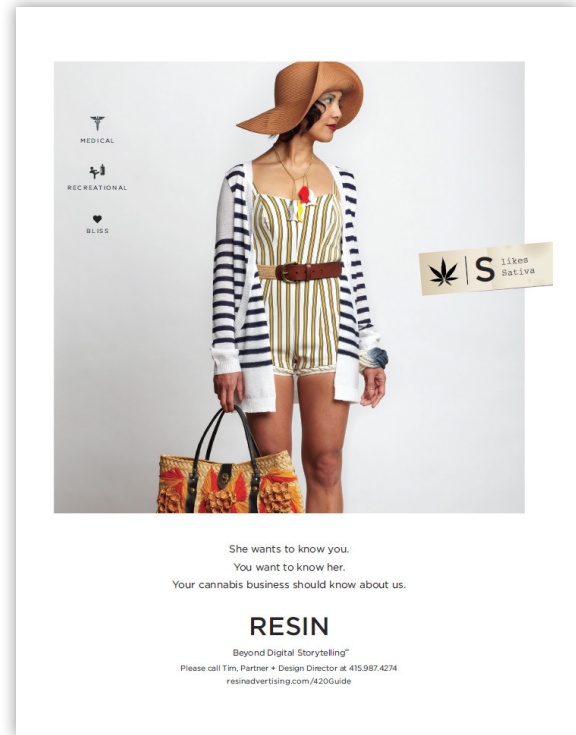 MEDICAL
RECREATIONAL
BLISS
S likes
Sativa
She wants to know you.
You want to know her.
Your cannabis business should know about us.
RESIN
Beyond Digital Storytelling™
Please call Tim, Partner + Design Director at 415.987.4274
resinadvertising.com/420Guide